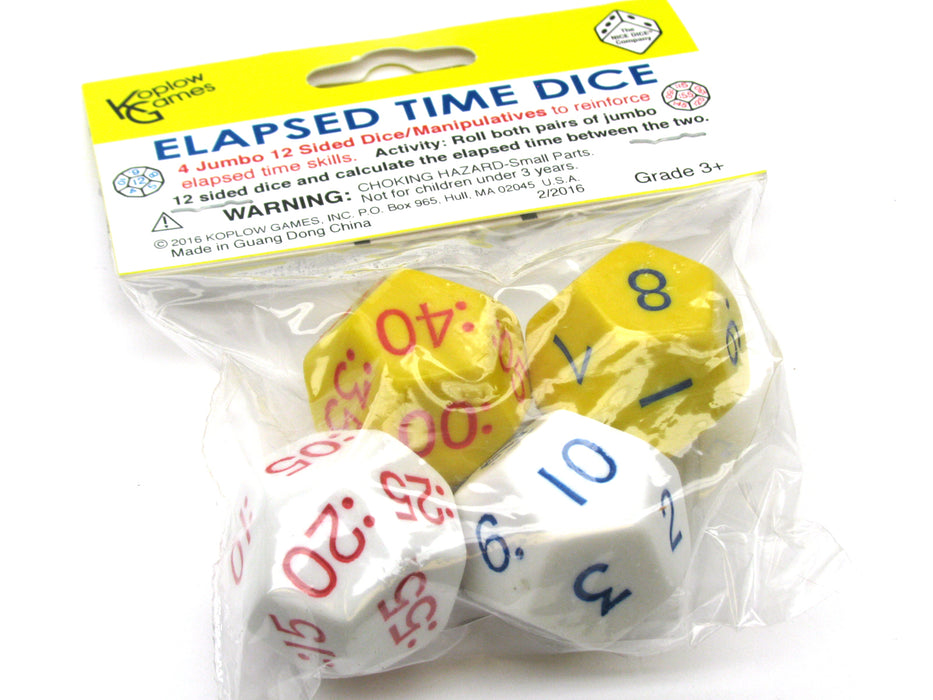 Koplow
Games
The
NICE DICE
Company
ELAPSED TIME DICE
4 Jumbo 12 Sided Dice/Manipulatives to reinforce
elapsed time skills. Activity: Roll both pairs of jumbo
12 sided dice and calculate the elapsed time between the two.
WARNING: CHOKING HAZARD-Small Parts.
Not for children under 3 years.
Grade 3+
© 2016 KOPLOW GAMES, INC. P.O. Box 965, Hull, MA 02045 U.S.A.
Made in Guang Dong China
2/2016
:40
:35
:00
8
7
1
:05
:25
:20
:55
:15
10
9.
2
3